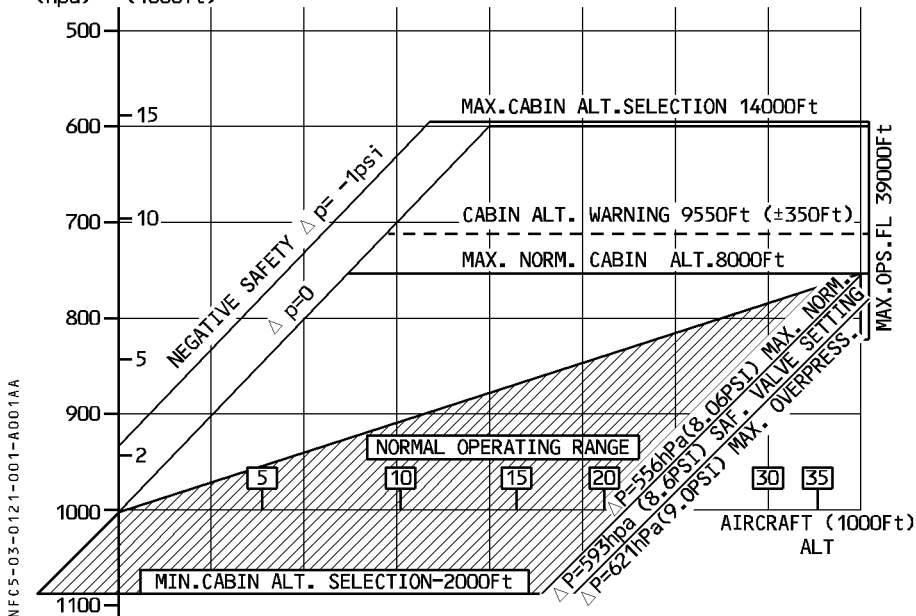 500
15
MAX.CABIN ALT.SELECTION 14000Ft
600
NEGATIVE SAFETY △ p= -1psi
MAX.OPS.FL 39000Ft
10
CABIN ALT. WARNING 9550Ft (±350Ft)
700
MAX. NORM. CABIN ALT.8000Ft
△ p=0
800
5
△P=556hPa(8.06PSI) MAX. NORM.
△P=593hpa (8.6PSI) SAF. VALVE SETTING
△P=621hPa(9.0PSI) MAX. OVERPRESS.
900
2
NORMAL OPERATING RANGE
5 10 15 20 30 35
1000
AIRCRAFT (1000Ft)
ALT
MIN.CABIN ALT. SELECTION-2000Ft
1100
NFC5-03-0121-001-A001AA